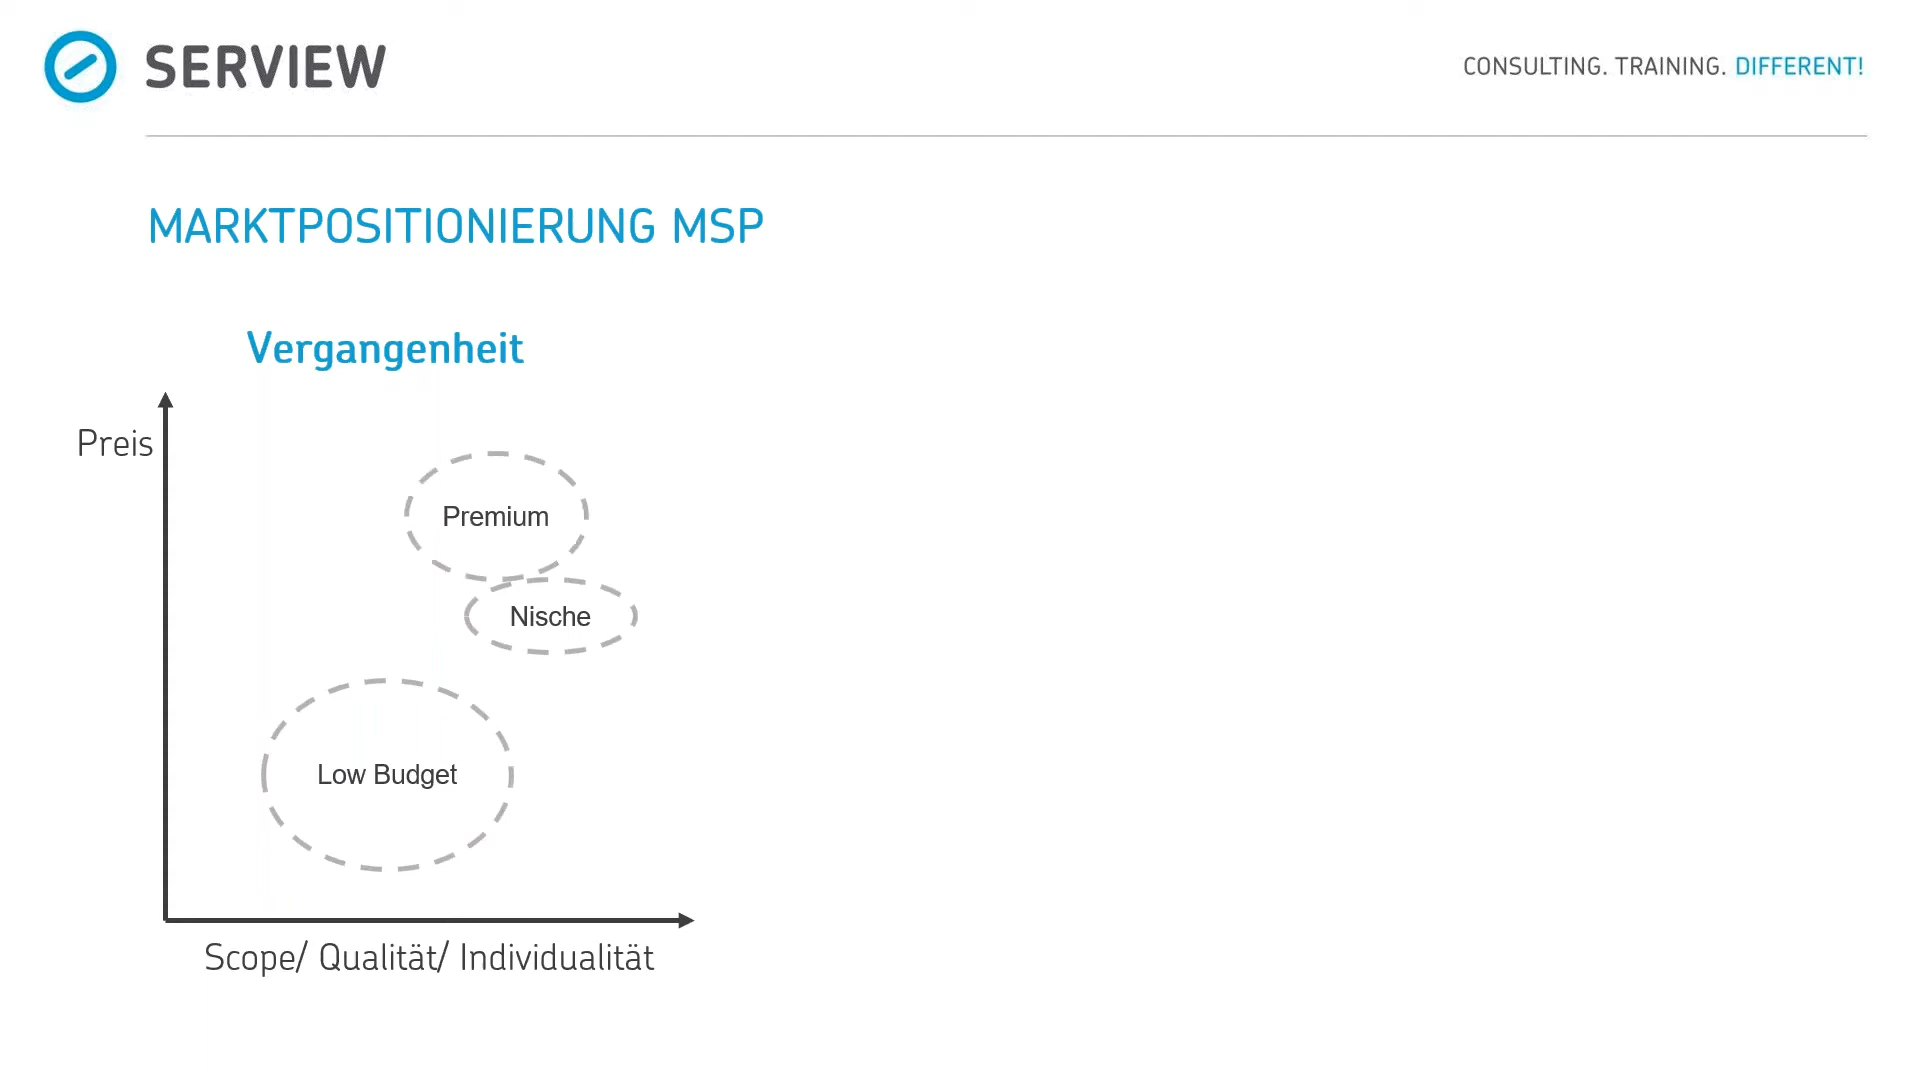 SERVIEW
CONSULTING. TRAINING. DIFFERENT!
MARKTPOSITIONIERUNG MSP
Vergangenheit
Preis
Premium
Nische
Low Budget
Scope/ Qualität/ Individualität